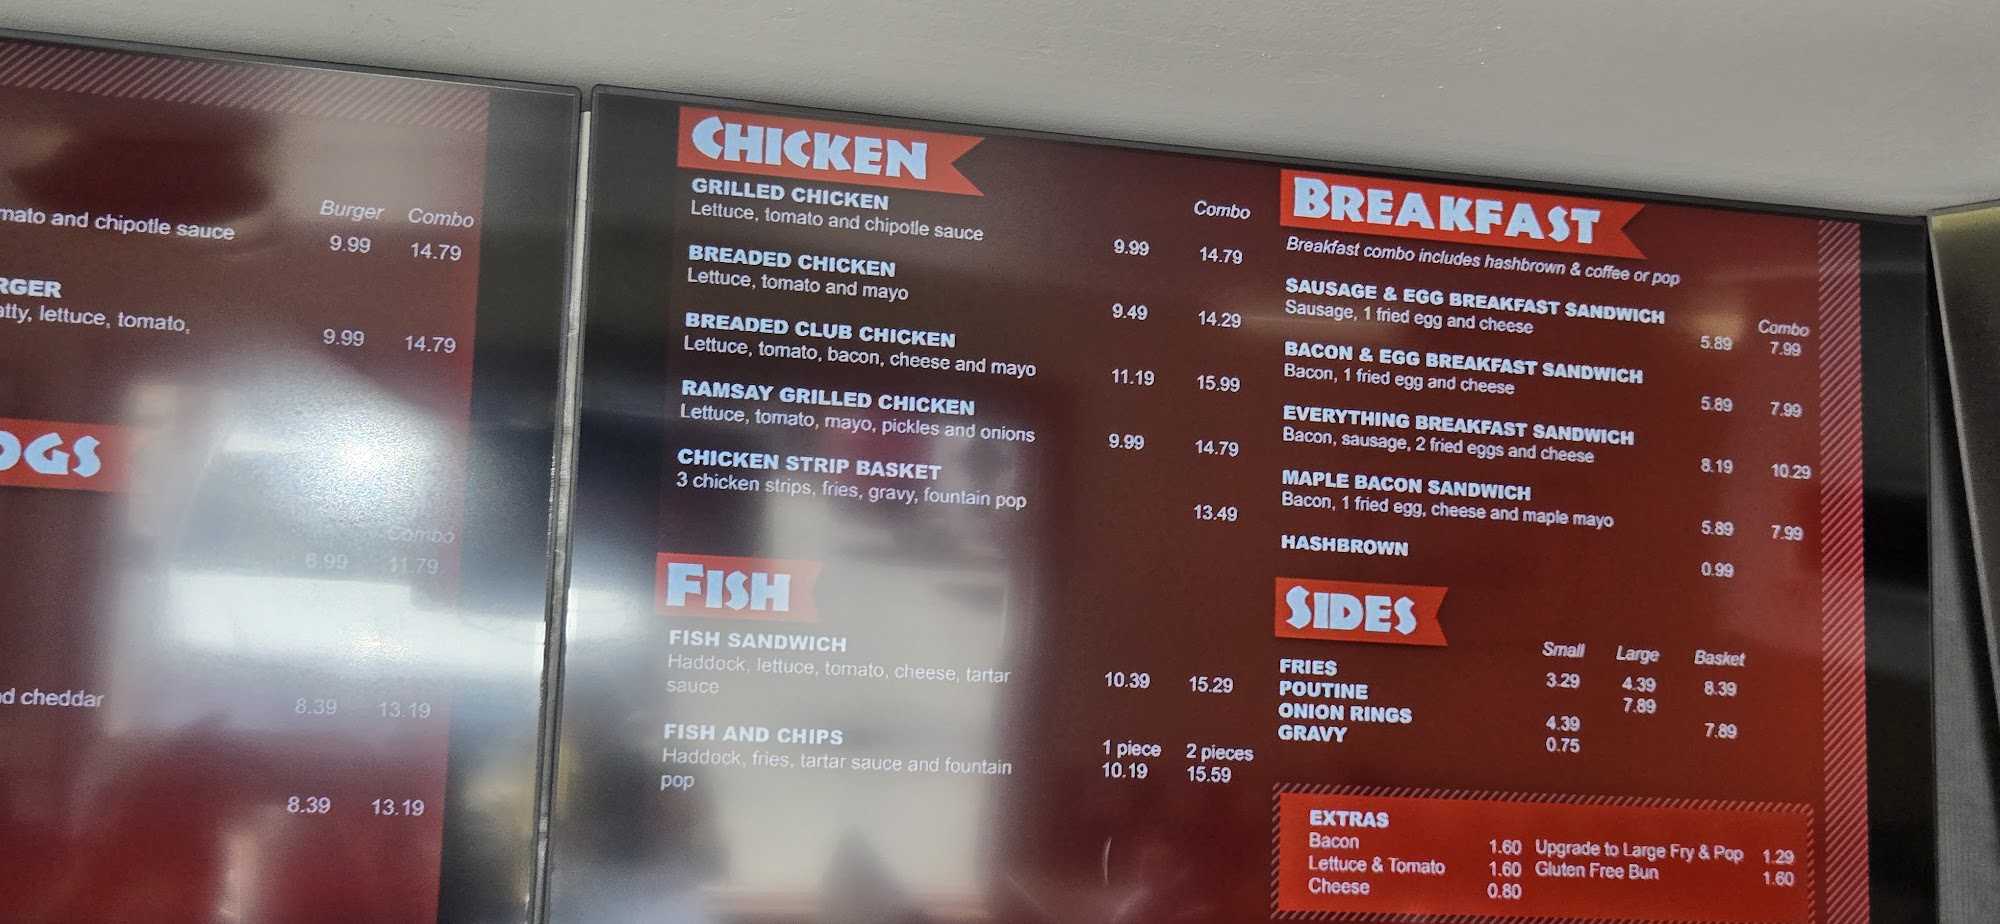 Burger Combo
mato and chipotle sauce 9.99 14.79
RGER
atty, lettuce, tomato,
9.99 14.79
OGS
Combo
6.99 11.79
d cheddar 8.39 13.19
8.39 13.19
CHICKEN
Combo
GRILLED CHICKEN
Lettuce, tomato and chipotle sauce
9.99 14.79
BREADED CHICKEN
Lettuce, tomato and mayo
9.49 14.29
BREADED CLUB CHICKEN
Lettuce, tomato, bacon, cheese and mayo
11.19 15.99
RAMSAY GRILLED CHICKEN
Lettuce, tomato, mayo, pickles and onions
9.99 14.79
CHICKEN STRIP BASKET
3 chicken strips, fries, gravy, fountain pop
13.49
FISH
FISH SANDWICH
Haddock, lettuce, tomato, cheese, tartar
sauce
10.39 15.29
FISH AND CHIPS
Haddock, fries, tartar sauce and fountain
pop
1 piece 2 pieces
10.19 15.59
BREAKFAST
Breakfast combo includes hashbrown & coffee or pop
Combo
SAUSAGE & EGG BREAKFAST SANDWICH
Sausage, 1 fried egg and cheese
5.89 7.99
BACON & EGG BREAKFAST SANDWICH
Bacon, 1 fried egg and cheese
5.89 7.99
EVERYTHING BREAKFAST SANDWICH
Bacon, sausage, 2 fried eggs and cheese
8.19 10.29
MAPLE BACON SANDWICH
Bacon, 1 fried egg, cheese and maple mayo
5.89 7.99
HASHBROWN
0.99
SIDES
Small Large Basket
FRIES 3.29 4.39 8.39
POUTINE 7.89
ONION RINGS 4.39 7.89
GRAVY 0.75
EXTRAS
Bacon 1.60 Upgrade to Large Fry & Pop 1.29
Lettuce & Tomato 1.60 Gluten Free Bun 1.60
Cheese 0.80